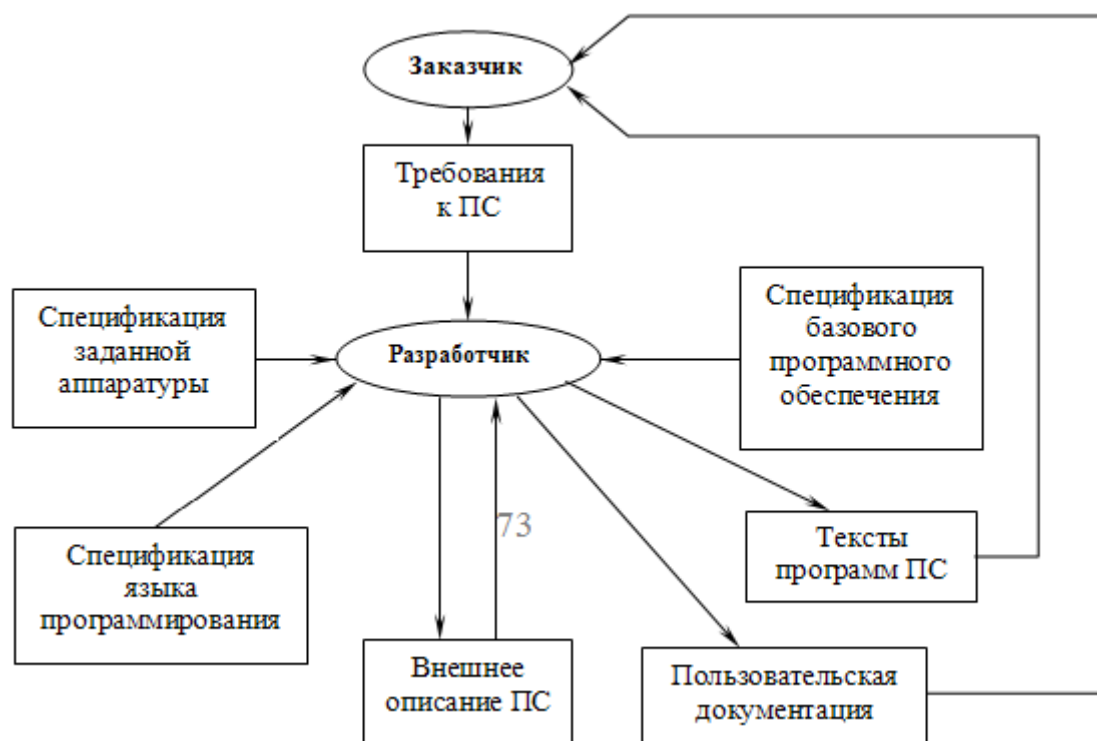 Заказчик
Требования
к ПС
Спецификация
заданной
аппаратуры
Разработчик
Спецификация
базового
программного
обеспечения
73
Спецификация
языка
программирования
Тексты
программ ПС
Внешнее
описание ПС
Пользовательская
документация